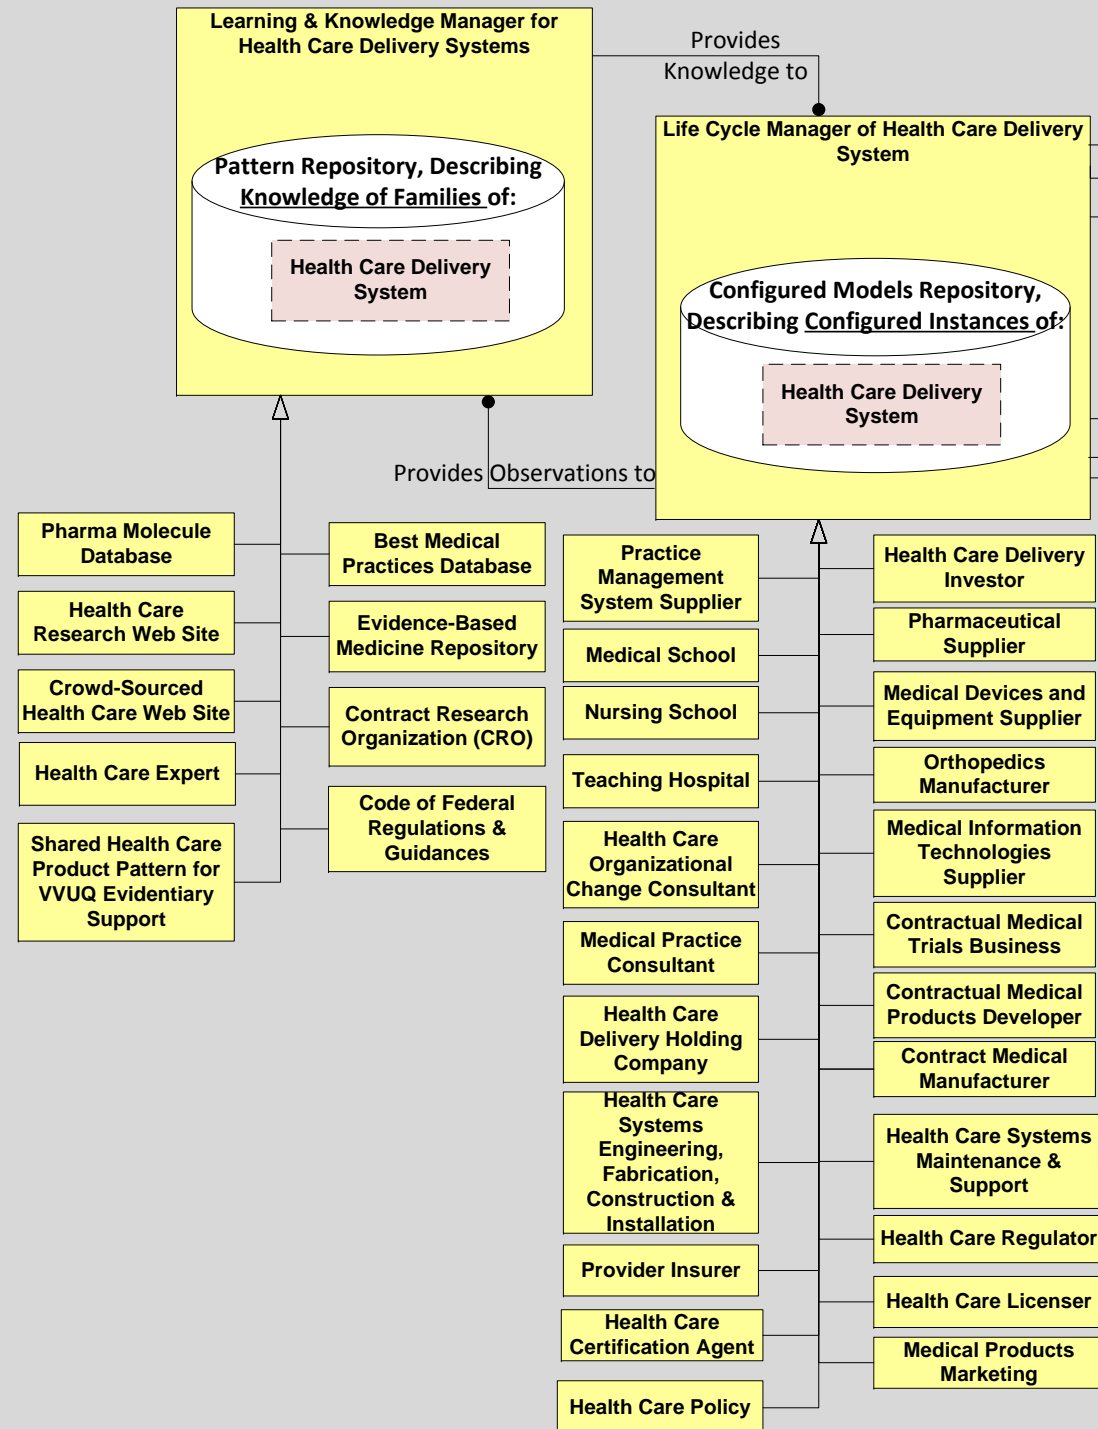 Learning & Knowledge Manager for
Health Care Delivery Systems
Provides
Knowledge to
Pattern Repository, Describing
Knowledge of Families of:
Health Care Delivery
System
Life Cycle Manager of Health Care Delivery
System
Configured Models Repository,
Describing Configured Instances of:
Health Care Delivery
System
Provides Observations to
Pharma Molecule
Database
Health Care
Research Web Site
Crowd-Sourced
Health Care Web Site
Health Care Expert
Shared Health Care
Product Pattern for
VVUQ Evidentiary
Support
Best Medical
Practices Database
Evidence-Based
Medicine Repository
Contract Research
Organization (CRO)
Code of Federal
Regulations &
Guidances
Practice
Management
System Supplier
Medical School
Nursing School
Teaching Hospital
Health Care
Organizational
Change Consultant
Medical Practice
Consultant
Health Care
Delivery Holding
Company
Health Care
Systems
Engineering,
Fabrication,
Construction &
Installation
Provider Insurer
Health Care
Certification Agent
Health Care Policy
Health Care Delivery
Investor
Pharmaceutical
Supplier
Medical Devices and
Equipment Supplier
Orthopedics
Manufacturer
Medical Information
Technologies
Supplier
Contractual Medical
Trials Business
Contractual Medical
Products Developer
Contract Medical
Manufacturer
Health Care Systems
Maintenance &
Support
Health Care Regulator
Health Care Licenser
Medical Products
Marketing